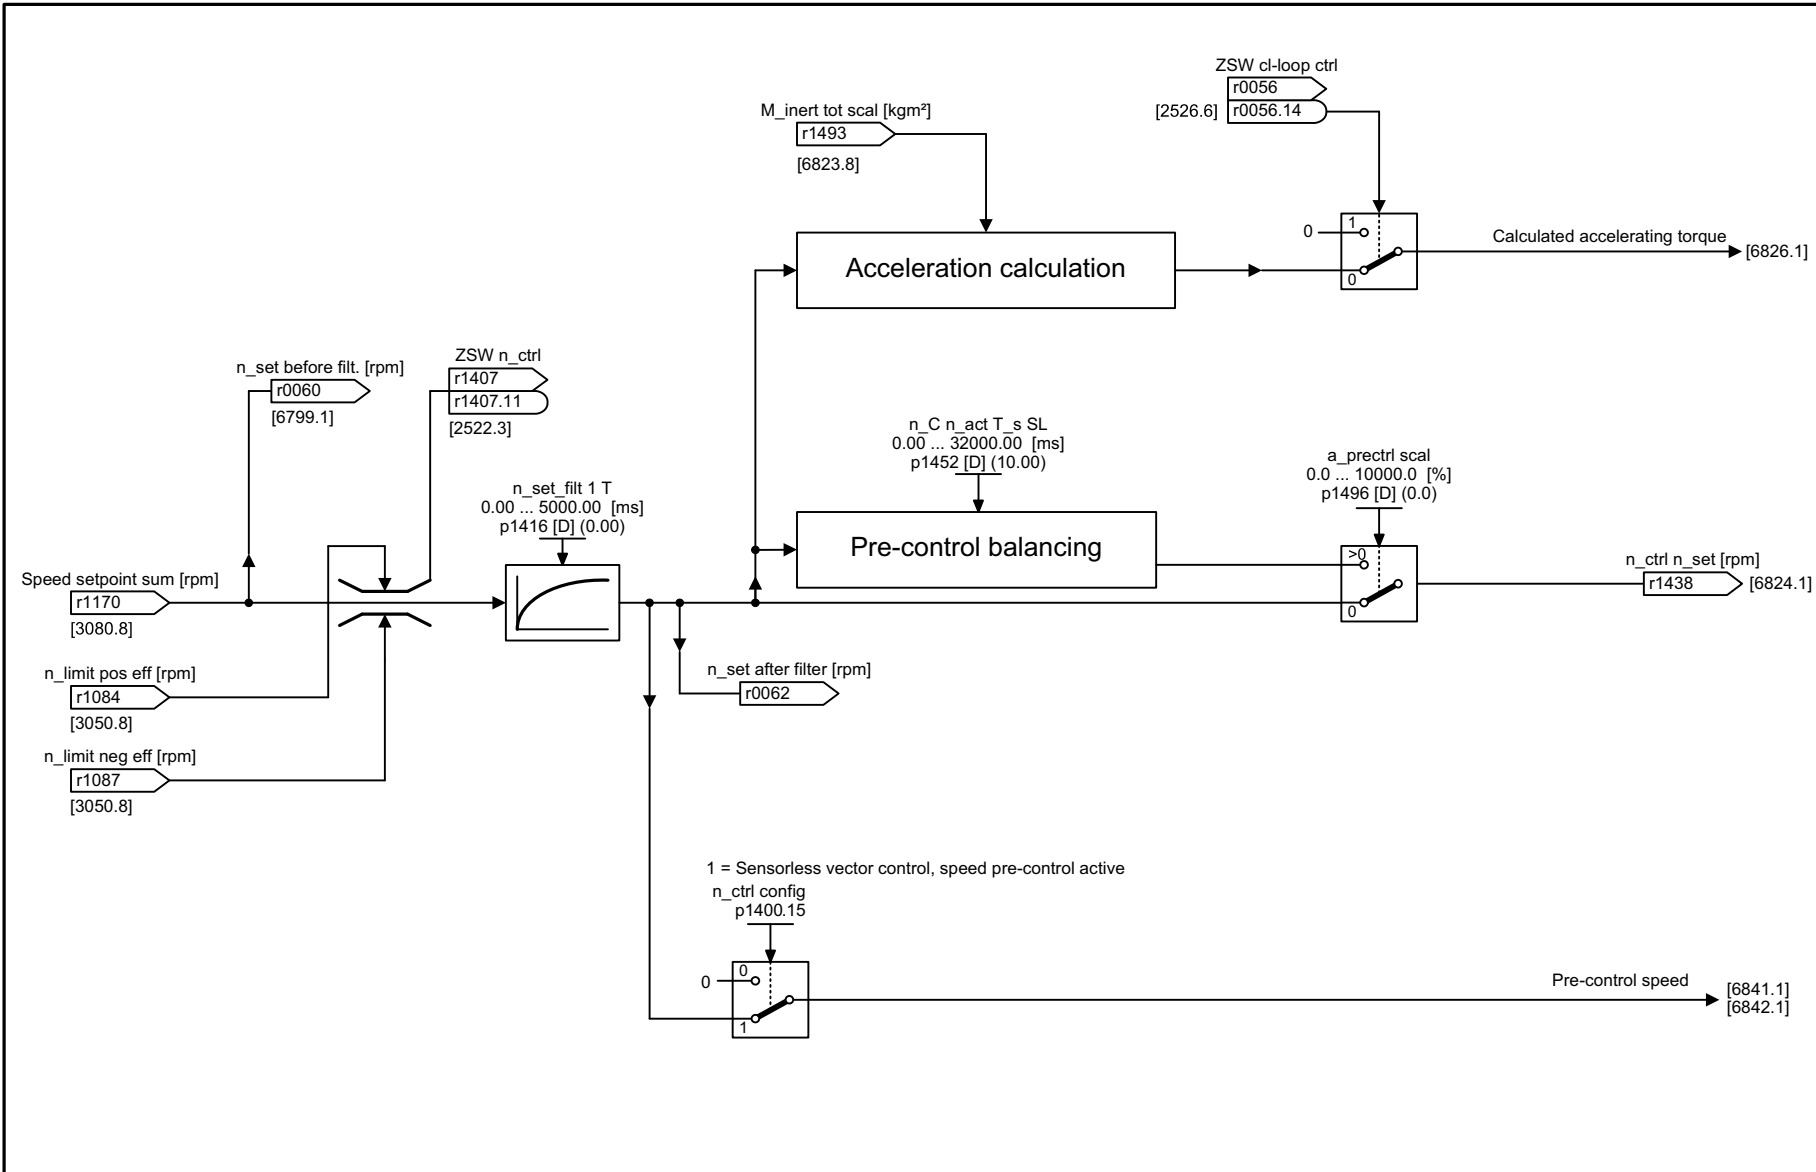 ZSW cl-loop ctrl
r0056
[2526.6] r0056.14
M_inert tot scal [kgm²]
r1493
[6823.8]
1
0
0
Calculated accelerating torque
[6826.1]
Acceleration calculation
n_set before filt. [rpm]
r0060
[6799.1]
ZSW n_ctrl
r1407
r1407.11
[2522.3]
n_C n_act T_s SL
0.00 ... 32000.00 [ms]
p1452 [D] (10.00)
a_prectrl scal
0.0 ... 10000.0 [%]
p1496 [D] (0.0)
n_set_filt 1 T
0.00 ... 5000.00 [ms]
p1416 [D] (0.00)
Pre-control balancing
>0
0
n_ctrl n_set [rpm]
r1438 [6824.1]
Speed setpoint sum [rpm]
r1170
[3080.8]
n_limit pos eff [rpm]
r1084
[3050.8]
n_set after filter [rpm]
r0062
n_limit neg eff [rpm]
r1087
[3050.8]
1 = Sensorless vector control, speed pre-control active
n_ctrl config
p1400.15
0
0
1
Pre-control speed
[6841.1]
[6842.1]